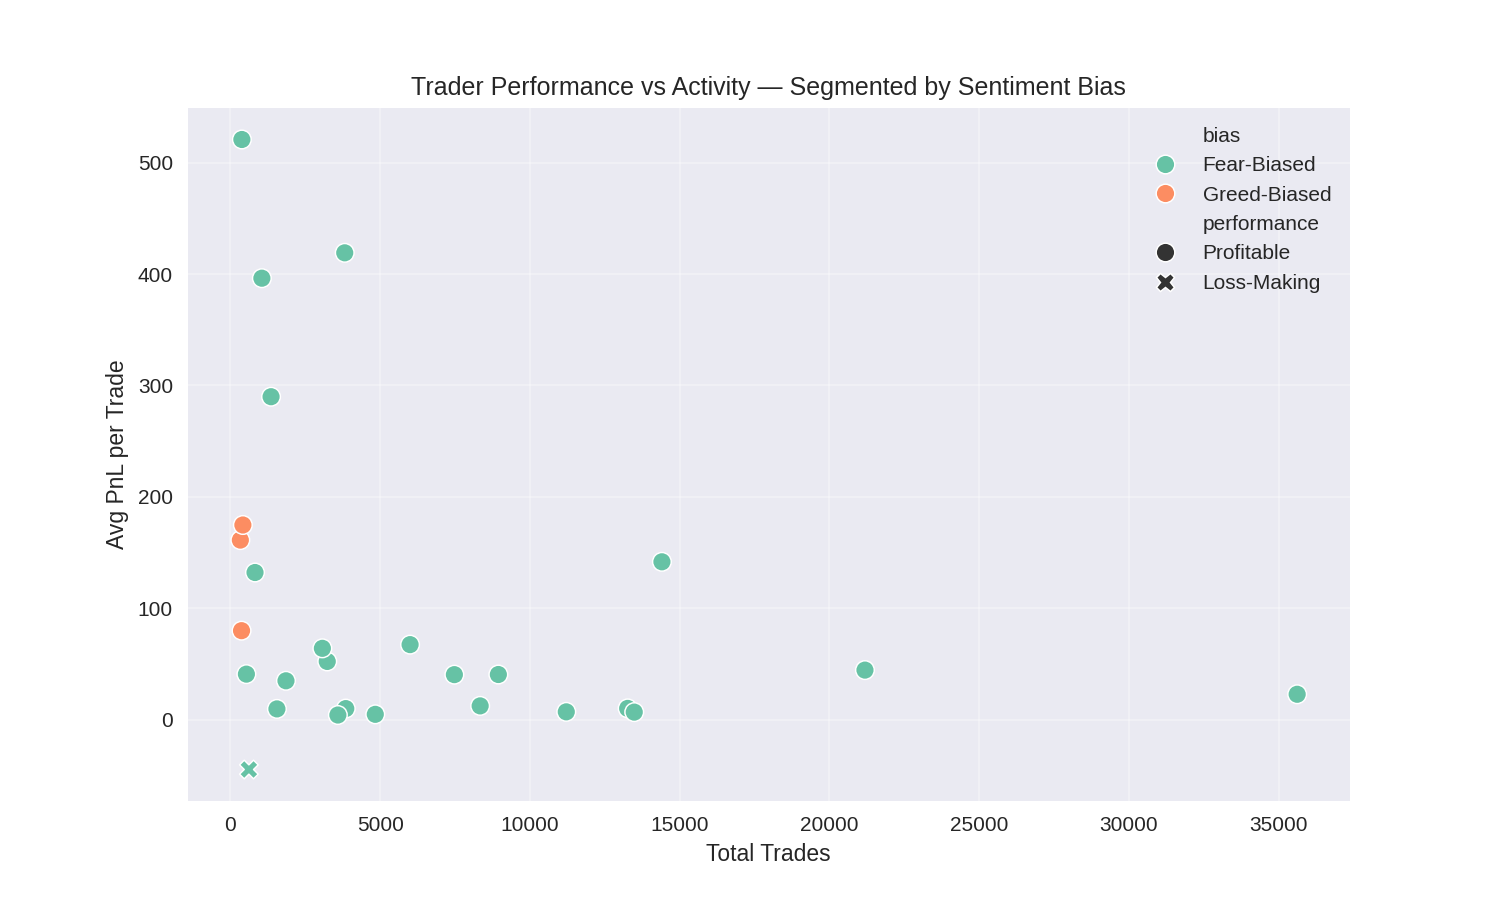 Trader Performance vs Activity — Segmented by Sentiment Bias
bias
Fear-Biased
Greed-Biased
performance
Profitable
Loss-Making
Avg PnL per Trade
500
400
300
200
100
0
0 5000 10000 15000 20000 25000 30000 35000
Total Trades